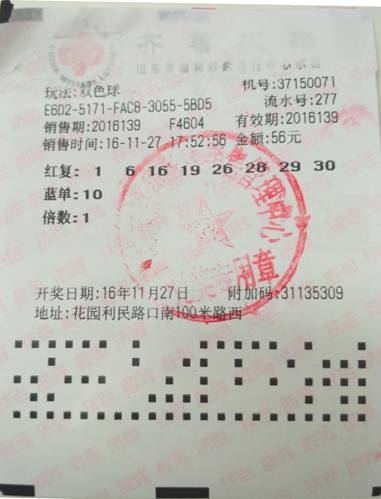 齐鲁风采
玩法:双色球 机号:37150071
E6D2-5171-FAC8-3055-5BD5 流水号:277
销售期:2016139 F4604 有效期:2016139
销售时间:16-11-27 17:52:56 金额:56元
红复: 1 6 16 19 26 28 29 30
蓝单:10
倍数:1
开奖日期:16年11月27日 附加码:31135309
地址:花园利民路口南100米路西